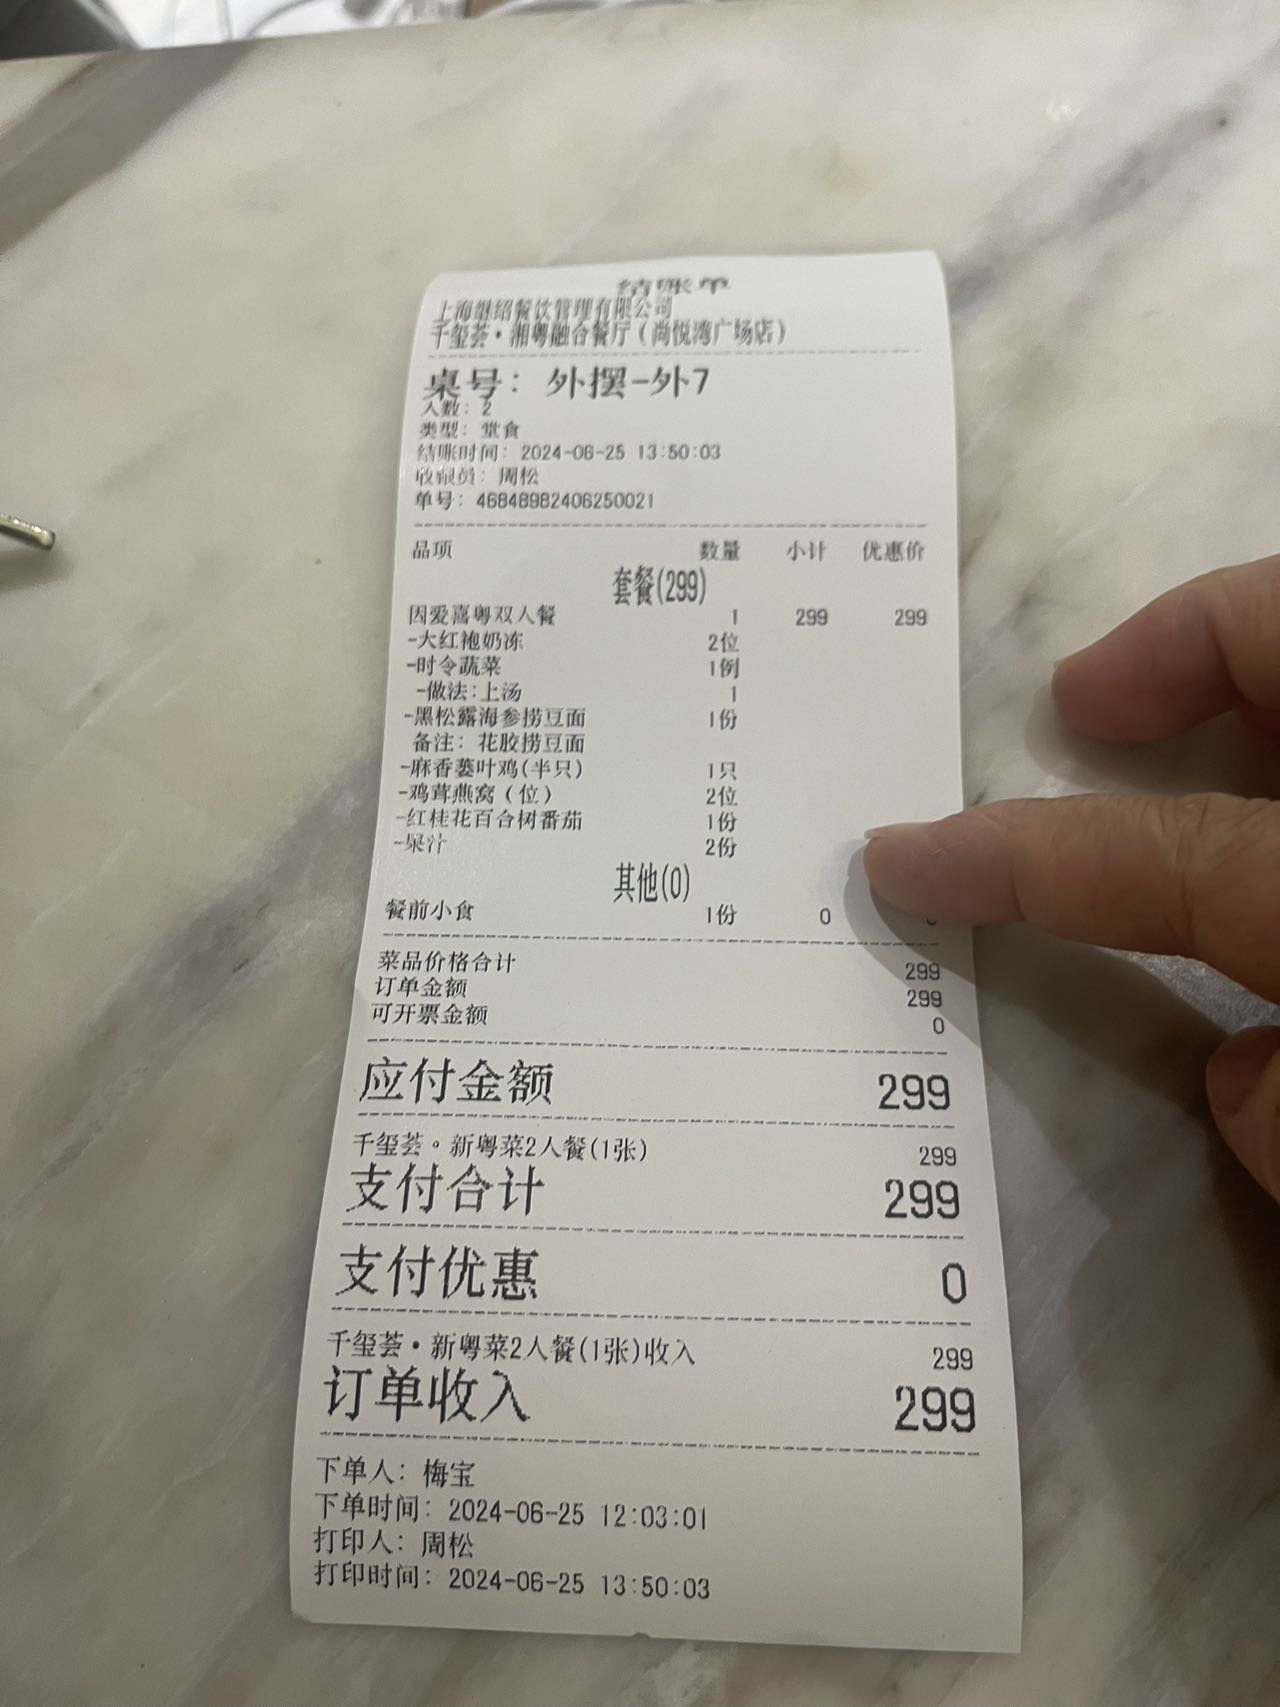 结账单
上海继绍餐饮管理有限公司
千玺荟·湘粤融合餐厅（尚悦湾广场店）
桌号：外摆-外7
人数：2
类型：堂食
结账时间：2024-06-25 13:50:03
收银员：周松
单号：46848982406250021
品项 数量 小计 优惠价
套餐(299)
因爱喜粤双人餐 1 299 299
-大红袍奶冻 2位
-时令蔬菜 1例
-做法:上汤 1
-黑松露海参捞豆面 1份
备注：花胶捞豆面
-麻香蒌叶鸡(半只) 1只
-鸡茸燕窝（位） 2位
-红桂花百合树番茄 1份
-果汁 2份
其他(0)
餐前小食 1份 0
菜品价格合计 299
订单金额 299
可开票金额 0
应付金额 299
千玺荟。新粤菜2人餐(1张) 299
支付合计 299
支付优惠 0
千玺荟·新粤菜2人餐(1张)收入 299
订单收入 299
下单人：梅宝
下单时间：2024-06-25 12:03:01
打印人：周松
打印时间：2024-06-25 13:50:03